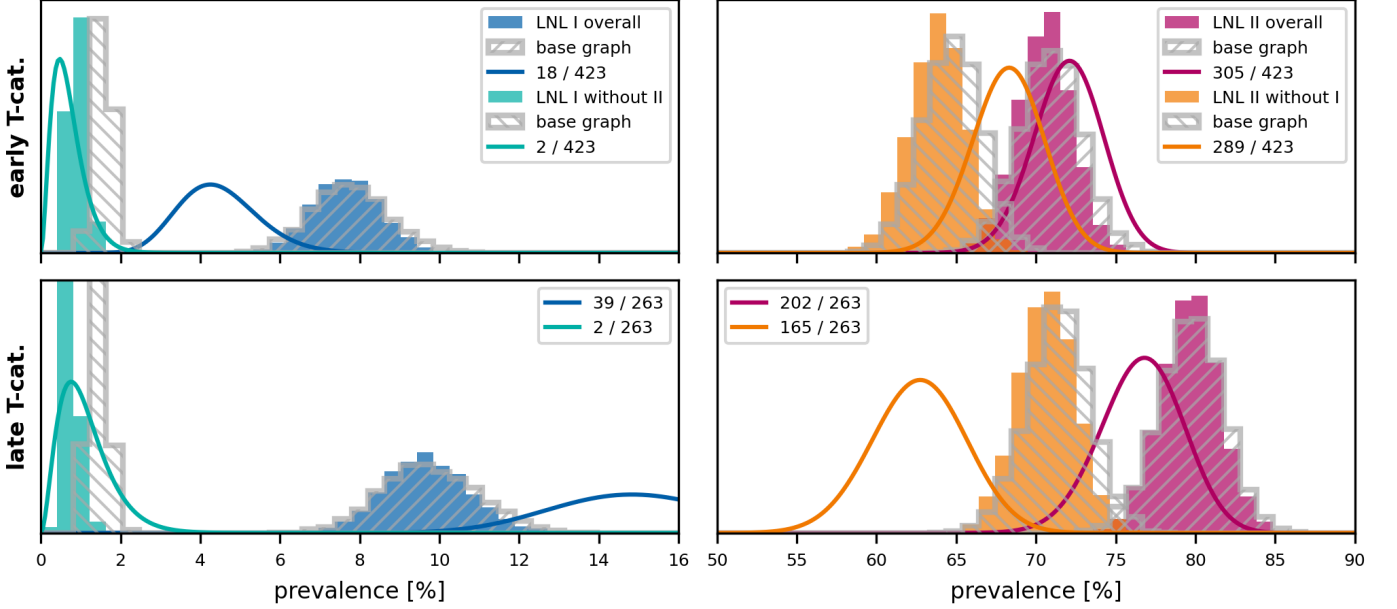 early T-cat.
LNL I overall
base graph
18 / 423
LNL I without II
base graph
2 / 423
LNL II overall
base graph
305 / 423
LNL II without I
base graph
289 / 423
late T-cat.
39 / 263
2 / 263
202 / 263
165 / 263
0 2 4 6 8 10 12 14 16
50 55 60 65 70 75 80 85 90
prevalence [%]
prevalence [%]